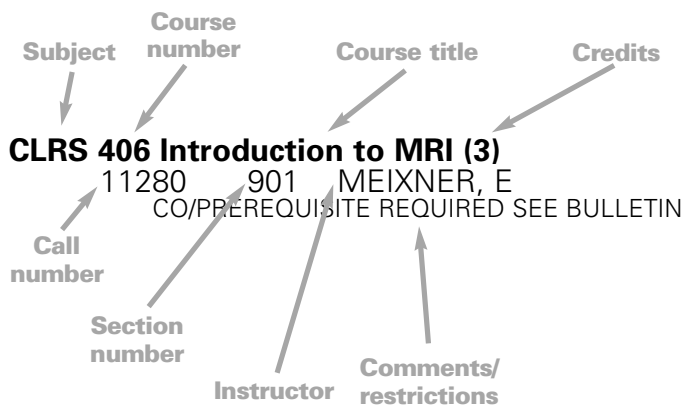 Subject
Course
number
Course title
Credits
CLRS 406 Introduction to MRI (3)
11280 901 MEIXNER, E
CO/PREREQUISITE REQUIRED SEE BULLETIN
Call
number
Section
number
Instructor
Comments/
restrictions